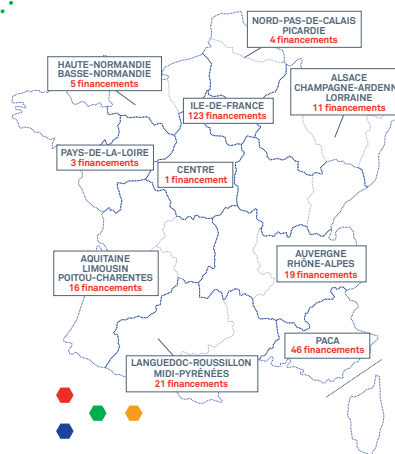 NORD-PAS-DE-CALAIS
PICARDIE
4 financements
HAUTE-NORMANDIE
BASSE-NORMANDIE
5 financements
ALSACE
CHAMPAGNE-ARDENN
LORRAINE
11 financements
ILE-DE-FRANCE
123 financements
PAYS-DE-LA-LOIRE
3 financements
CENTRE
1 financement
AQUITAINE
LIMOUSIN
POITOU-CHARENTES
16 financements
AUVERGNE
RHÔNE-ALPES
19 financements
PACA
46 financements
LANGUEDOC-ROUSSILLON
MIDI-PYRÉNÉES
21 financements